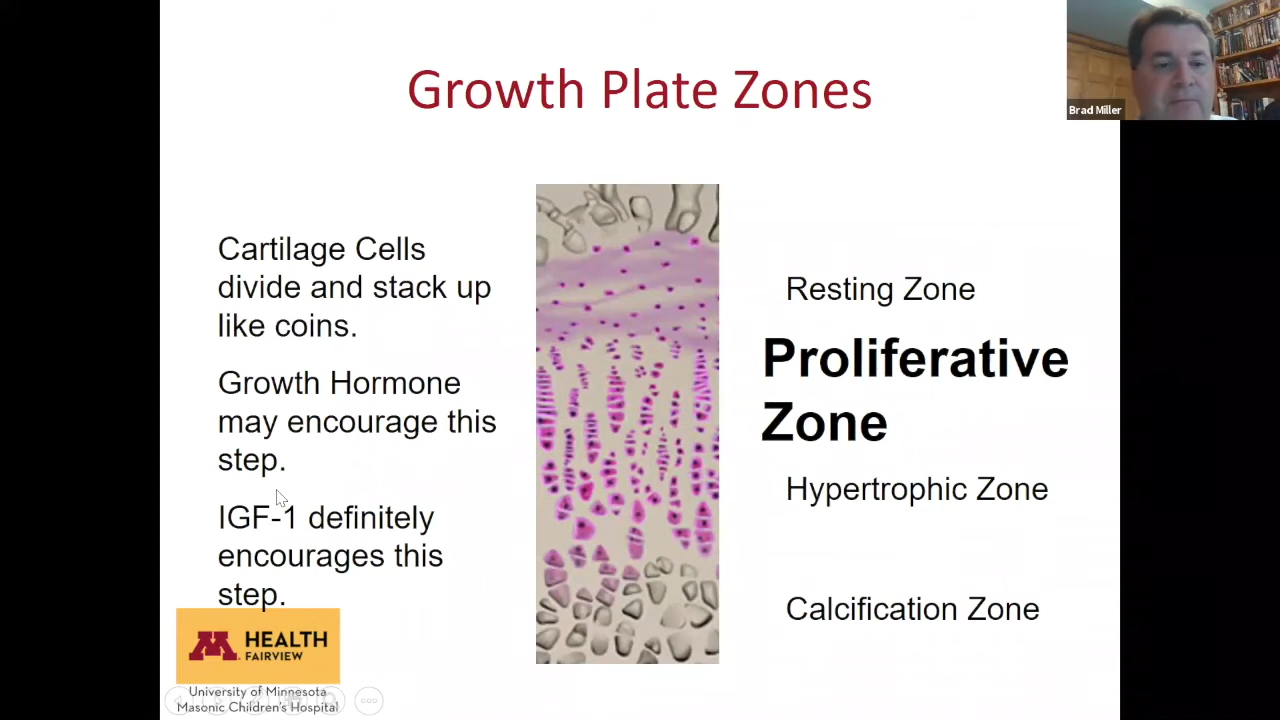 Growth Plate Zones
Brad Miller
Cartilage Cells
divide and stack up
like coins.
Growth Hormone
may encourage this
step.
IGF-1 definitely
encourages this
step.
Resting Zone
Proliferative
Zone
Hypertrophic Zone
Calcification Zone
M HEALTH
FAIRVIEW
University of Minnesota
Masonic Children's Hospital